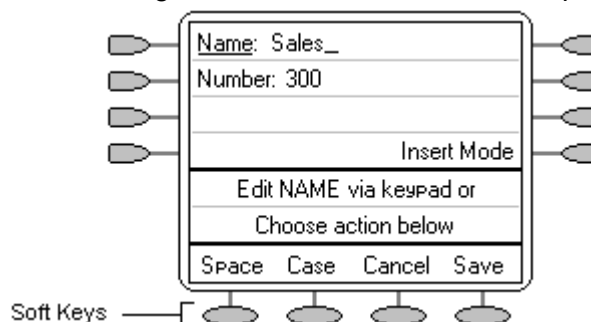 Name: Sales_
Number: 300
Insert Mode
Edit NAME via keypad or
Choose action below
Space Case Cancel Save
Soft Keys